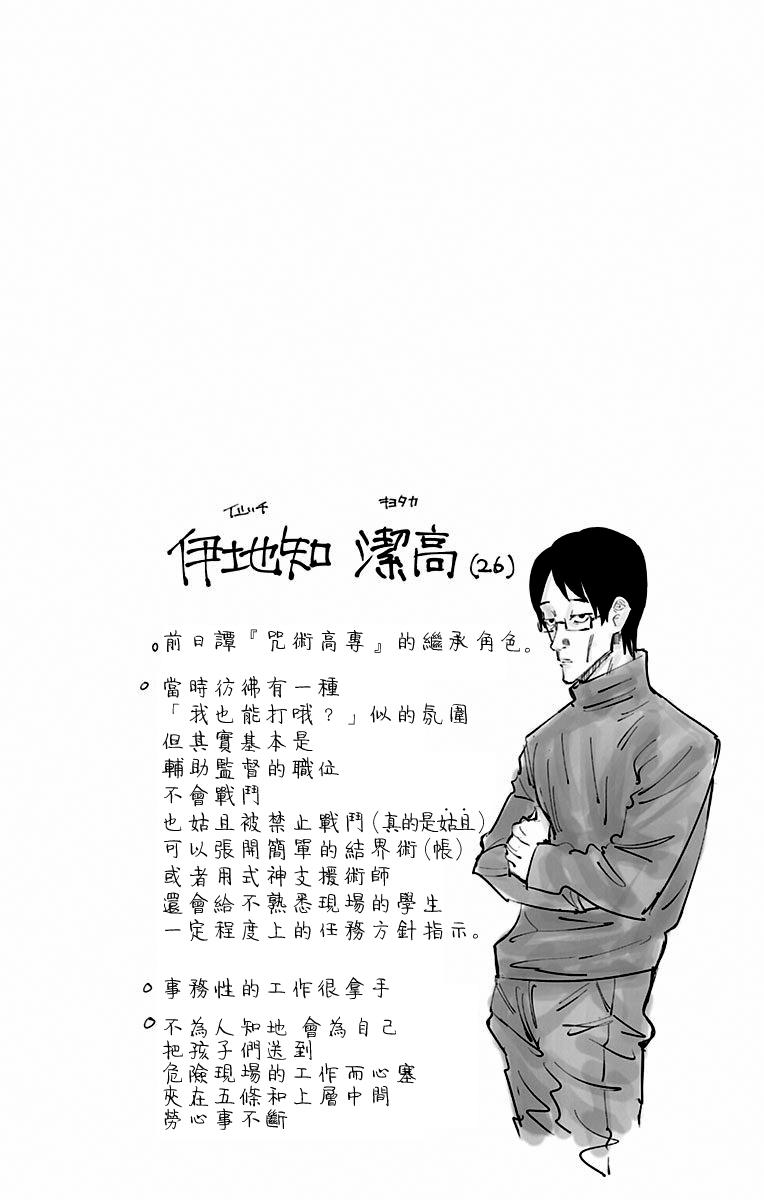 イジチ キヨタカ
伊地知 潔高 (26)
。前日譚『咒術高專』的繼承角色。
。當時彷彿有一種
「我也能打哦？」似的氛圍
但其實基本是
輔助監督的職位
不會戰鬥
也姑且被禁止戰鬥(真的是姑且)
可以張開簡單的結界術(帳)
或者用式神支援術師
還會給不熟悉現場的學生
一定程度上的任務方針指示。
。事務性的工作很拿手
。不為人知地 會為自己
把孩子們送到
危險現場的工作而心塞
夾在五條和上層中間
勞心事不斷